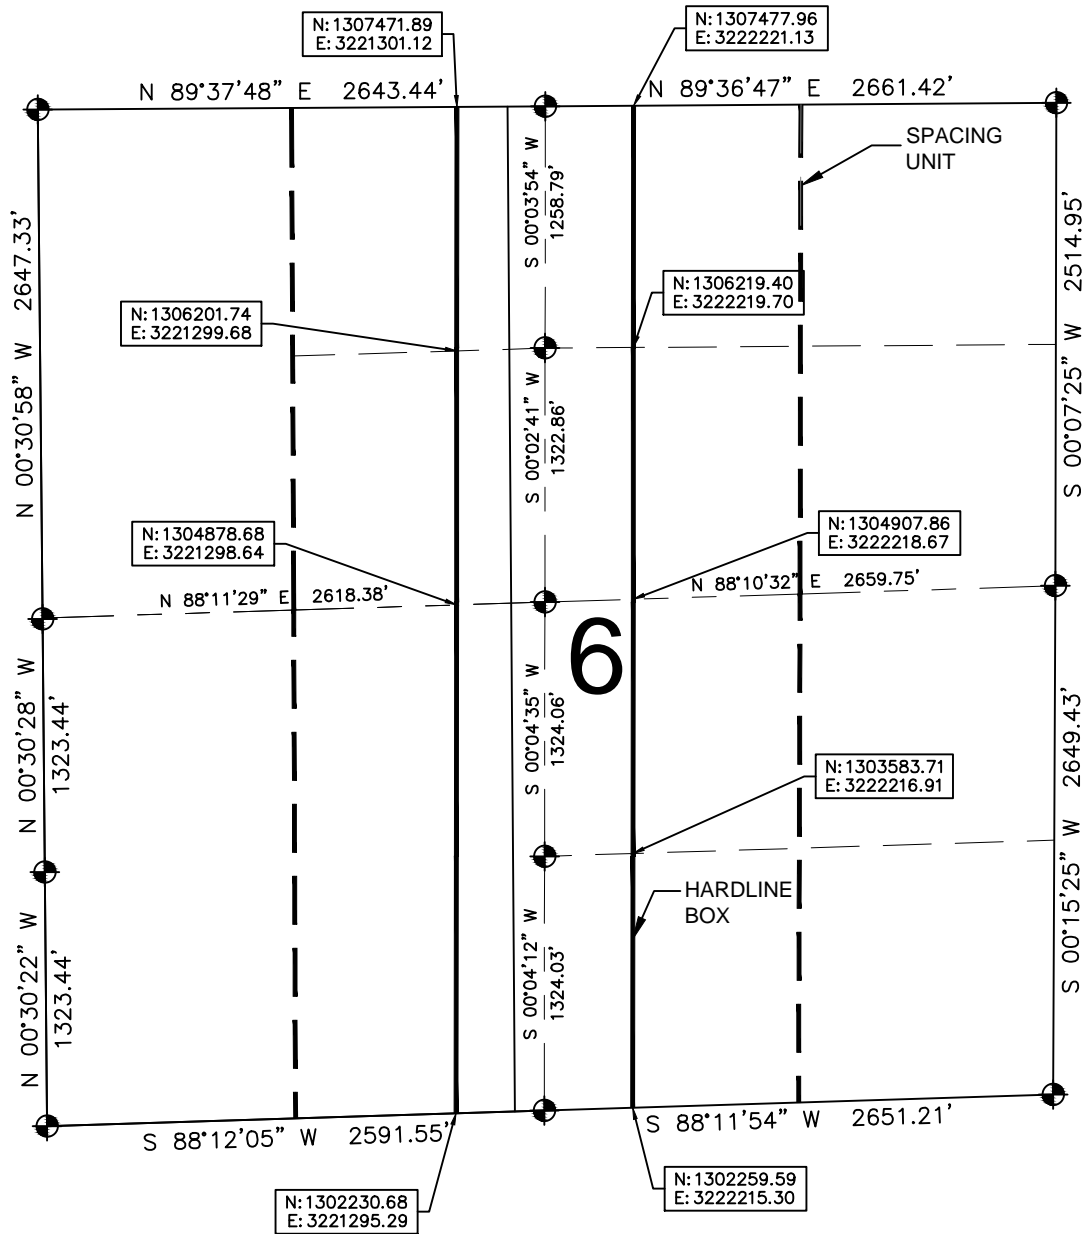 N:1307471.89
E:3221301.12
N:1307477.96
E:3222221.13
N 89°37'48" E 2643.44'
N 89°36'47" E 2661.42'
SPACING
UNIT
S 00°03'54" W
1258.79'
N 00°30'58" W 2647.33'
S 00°07'25" W 2514.95'
N:1306201.74
E:3221299.68
N:1306219.40
E:3222219.70
S 00°02'41" W
1322.86'
N:1304878.68
E:3221298.64
N:1304907.86
E:3222218.67
N 88°11'29" E 2618.38'
N 88°10'32" E 2659.75'
6
N 00°30'28" W
1323.44'
S 00°04'35" W
1324.06'
S 00°15'25" W 2649.43'
N:1303583.71
E:3222216.91
HARDLINE
BOX
N 00°30'22" W
1323.44'
S 00°04'12" W
1324.03'
S 88°12'05" W 2591.55'
S 88°11'54" W 2651.21'
N:1302230.68
E:3221295.29
N:1302259.59
E:3222215.30